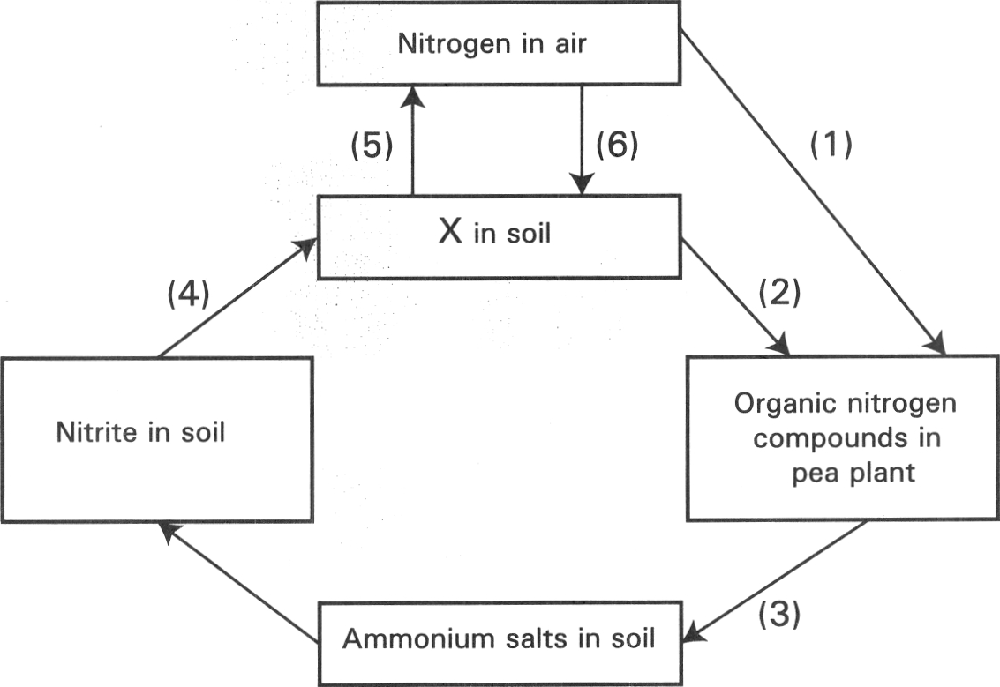 Nitrogen in air
(5)
(6)
(1)
X in soil
(4)
(2)
Nitrite in soil
Organic nitrogen
compounds in
pea plant
(3)
Ammonium salts in soil